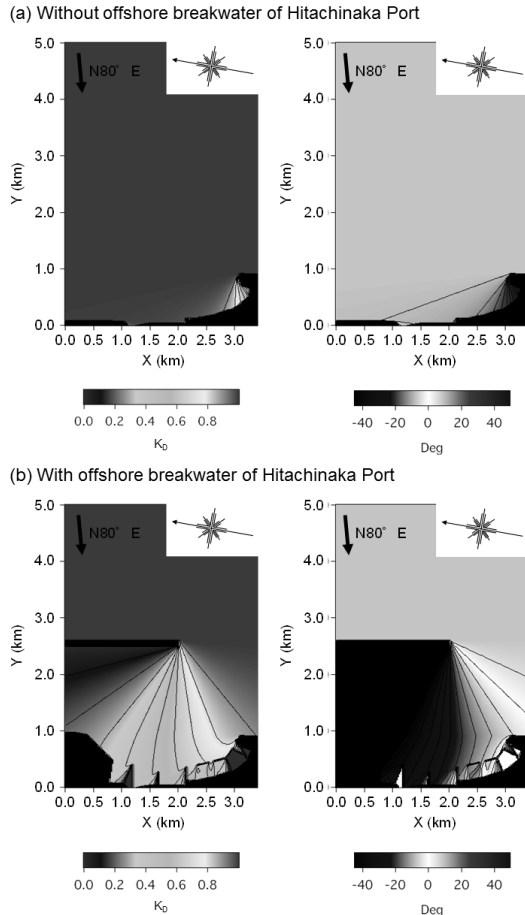 (a) Without offshore breakwater of Hitachinaka Port
5.0
4.0
3.0
2.0
1.0
0.0
Y (km)
N80° E
0.0 0.5 1.0 1.5 2.0 2.5 3.0
X (km)
0.0 0.2 0.4 0.6 0.8
K_D
5.0
4.0
3.0
2.0
1.0
0.0
Y (km)
N80° E
0.0 0.5 1.0 1.5 2.0 2.5 3.0
X (km)
-40 -20 0 20 40
Deg
(b) With offshore breakwater of Hitachinaka Port
5.0
4.0
3.0
2.0
1.0
0.0
Y (km)
N80° E
0.0 0.5 1.0 1.5 2.0 2.5 3.0
X (km)
0.0 0.2 0.4 0.6 0.8
K_D
5.0
4.0
3.0
2.0
1.0
0.0
Y (km)
N80° E
0.0 0.5 1.0 1.5 2.0 2.5 3.0
X (km)
-40 -20 0 20 40
Deg